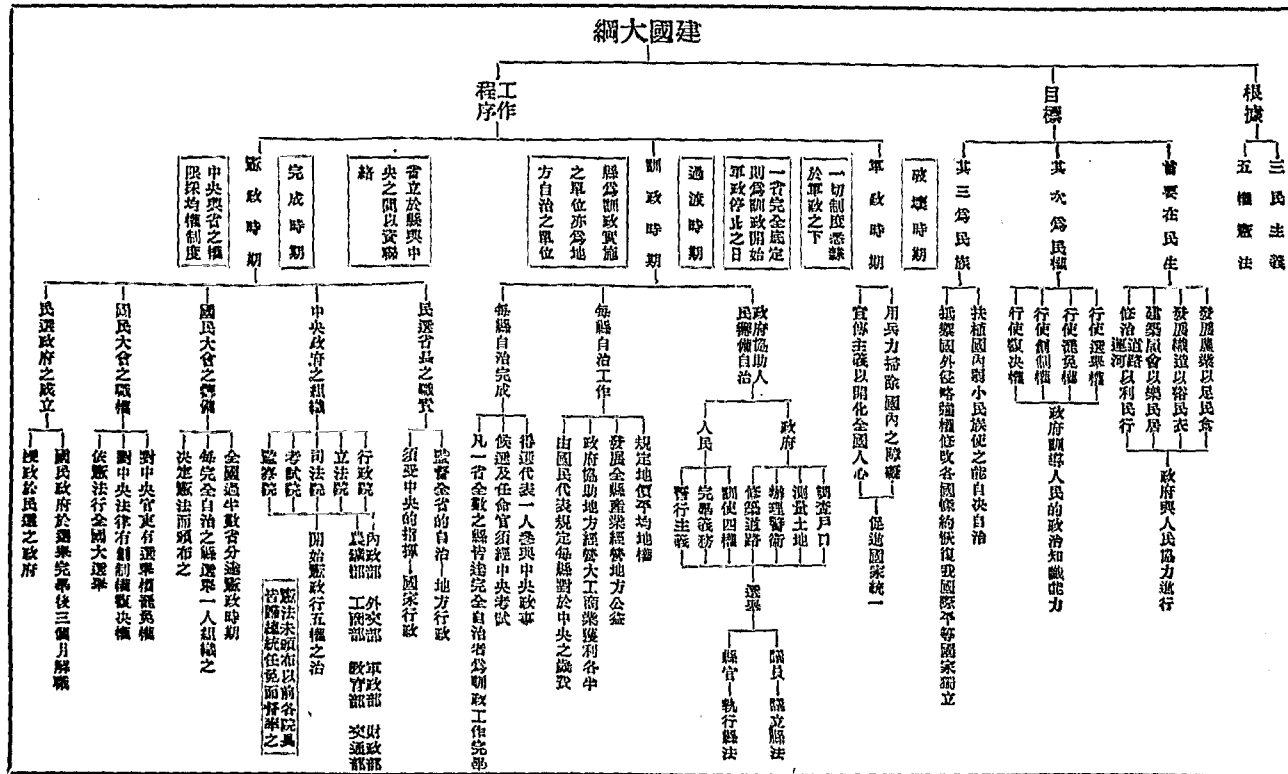 建國大綱
根據
三民主義
五權憲法
目標
首要在民生
發展農業以足民食
發展織造以裕民衣
建築屋會以樂民居
修治道路運河以利民行
政府與人民協力進行
其次爲民權
行使選舉權
行使罷免權
行使創制權
行使覆决權
政府訓導人民的政治知識能力
其三爲民族
扶植國內弱小民族使之能自决自治
抵禦國外侵略強權修改各國條約恢復我國際平等國家獨立
工作程序
軍政時期
破壞時期
一切制度悉隸於軍政之下
一省完全底定則爲訓政開始軍政停止之日
用兵力掃除國內之障礙
宣傳主義以開化全國人心
促進國家統一
訓政時期
過渡時期
縣爲訓政實施之單位亦爲地方自治之單位
政府協助人民籌備自治
政府
調查戶口
測量土地
辦理警衛
修築道路
人民
訓使四權
完畢義務
誓行主義
選舉
議員—議立縣法
縣官—執行縣法
每縣自治工作
規定地價平均地權
發展全縣產業經營地方公益
政府協助地方經營大工商業獲利各半
由國民代表規定每縣對於中央之歲費
每縣自治完成
得選代表一人參與中央政事
候選及任命官須經中央考試
凡一省全數之縣皆達完全自治者爲訓政工作完畢
憲政時期
完成時期
省立於縣與中央之間以資聯絡
中央與省之權限採均權制度
民選省長之職責
監督全省的自治—地方行政
須受中央的指揮—國家行政
中央政府之組織
行政院
立法院
司法院
考試院
監察院
內政部 外交部 軍政部 財政部
農鑛部 工商部 教育部 交通部
開始憲政行五權之治
憲法未頒布以前各院長皆歸總統任免而督率之
國民大會之籌備
全國過半數省分達憲政時期
每完全自治之縣選舉一人組織之
决定憲法而頒布之
國民大會之職權
對中央官吏有選舉權罷免權
對中央法律有創制權覆决權
依憲法行全國大選舉
民選政府之成立
國民政府於選舉完畢後三個月解職
授政於民選之政府